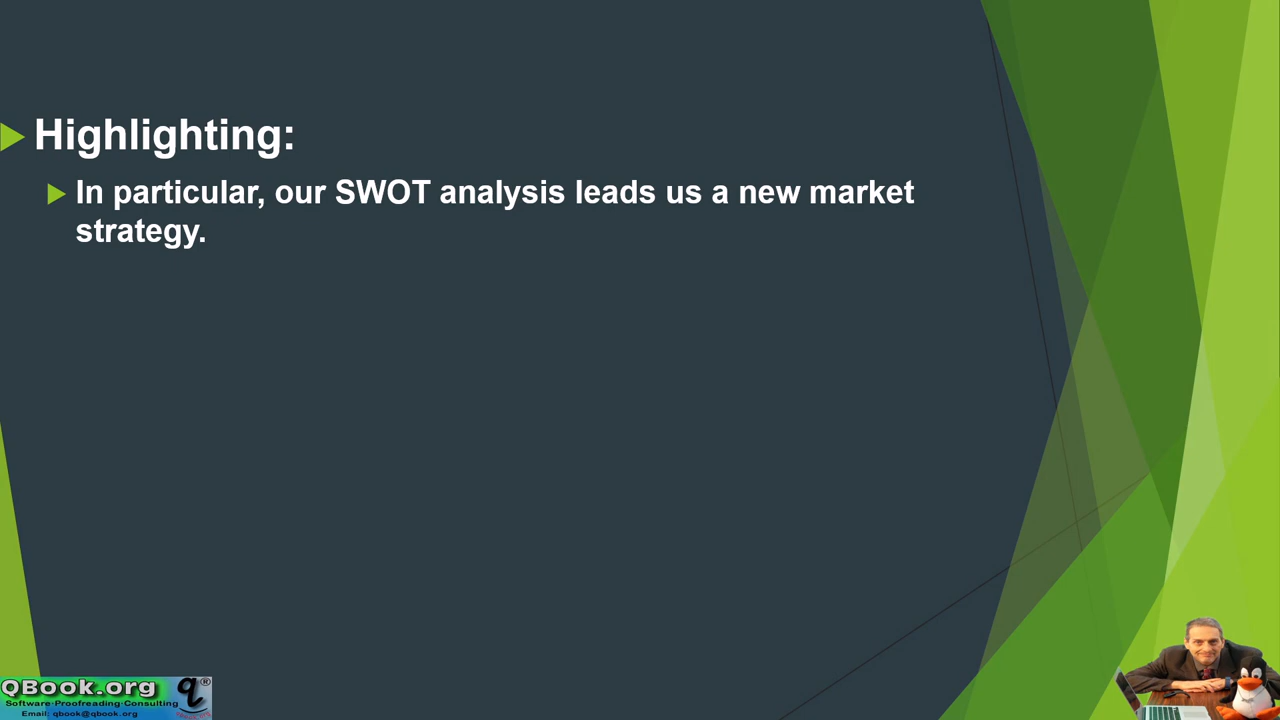 Highlighting:
In particular, our SWOT analysis leads us a new market
strategy.
QBook.org
q®
Software·Proofreading·Consulting
Email: qbook@qbook.org